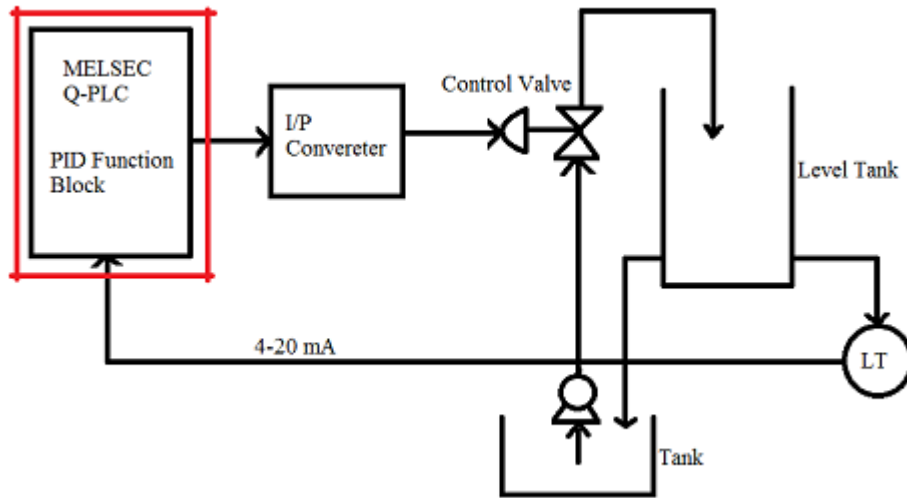 MELSEC
Q-PLC
PID Function
Block
I/P
Convereter
Control Valve
Level Tank
4-20 mA
LT
Tank